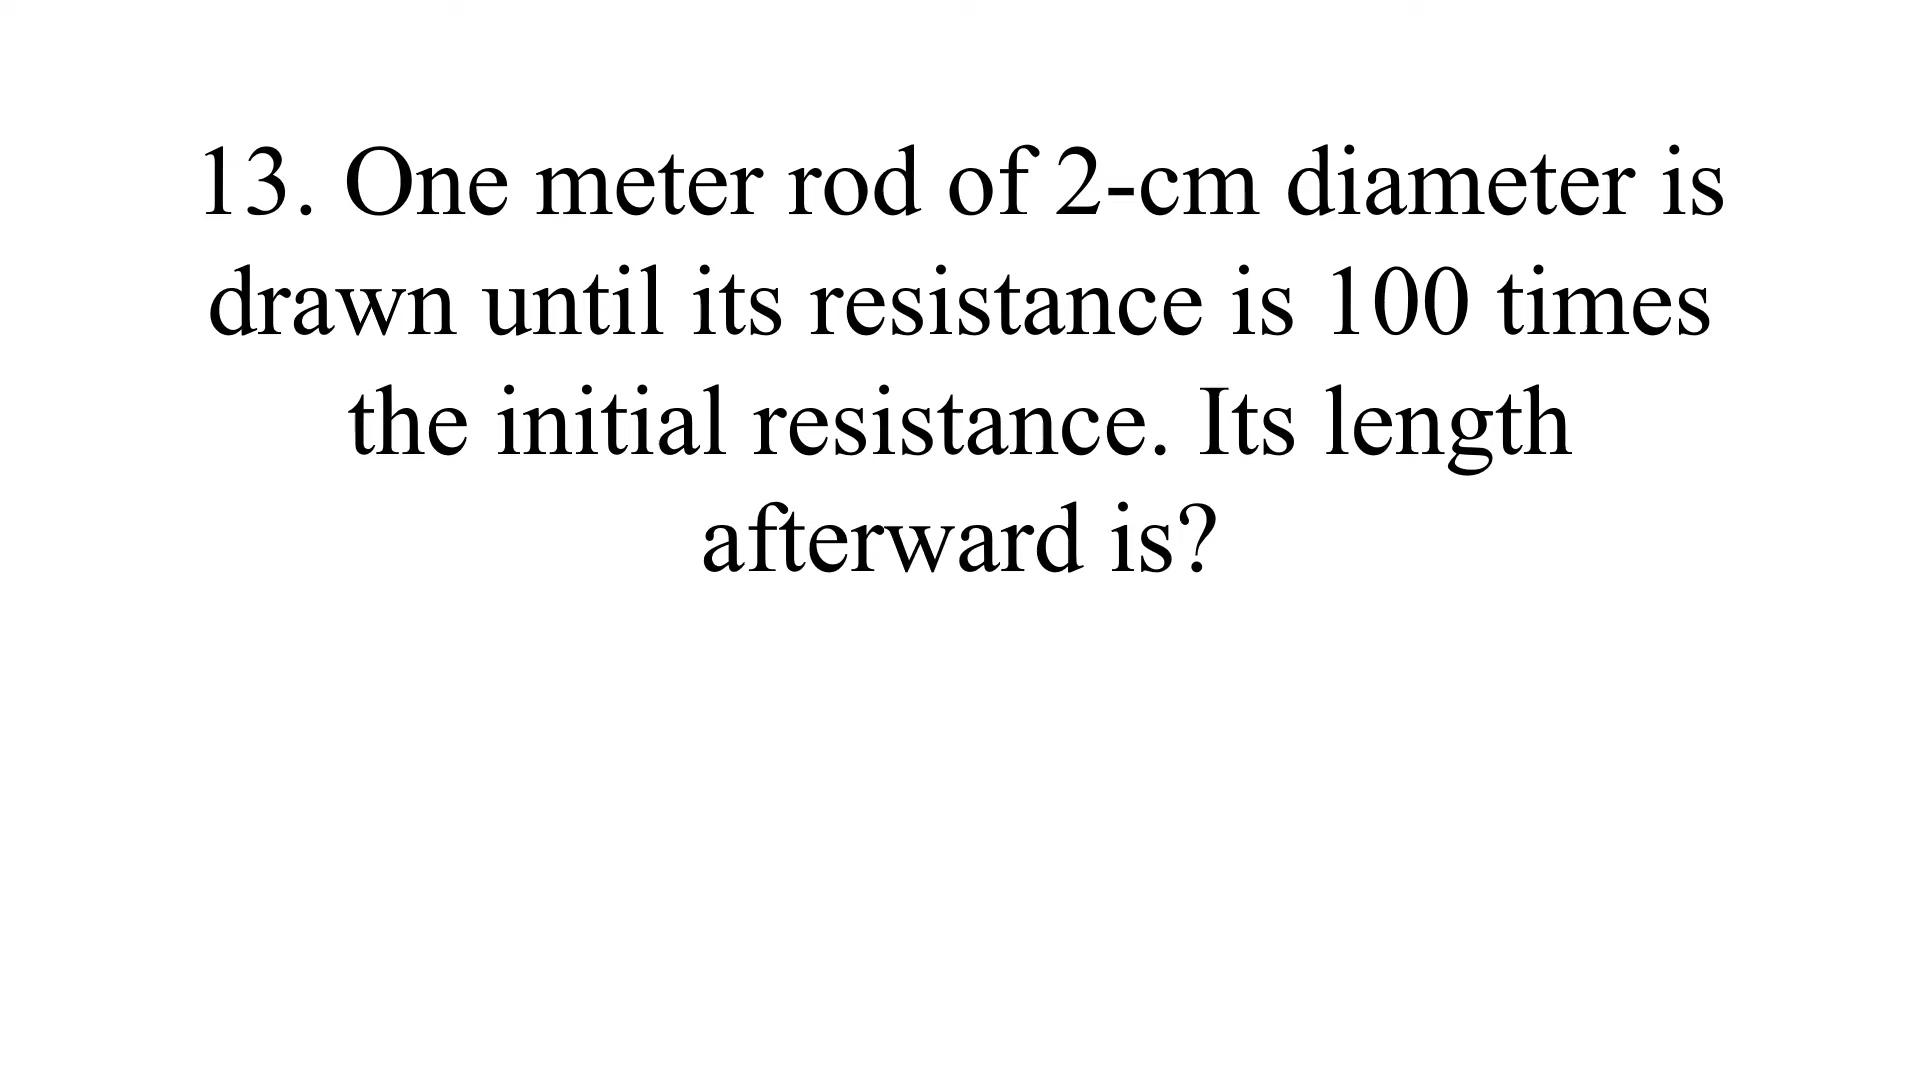 13. One meter rod of 2-cm diameter is
drawn until its resistance is 100 times
the initial resistance. Its length
afterward is?